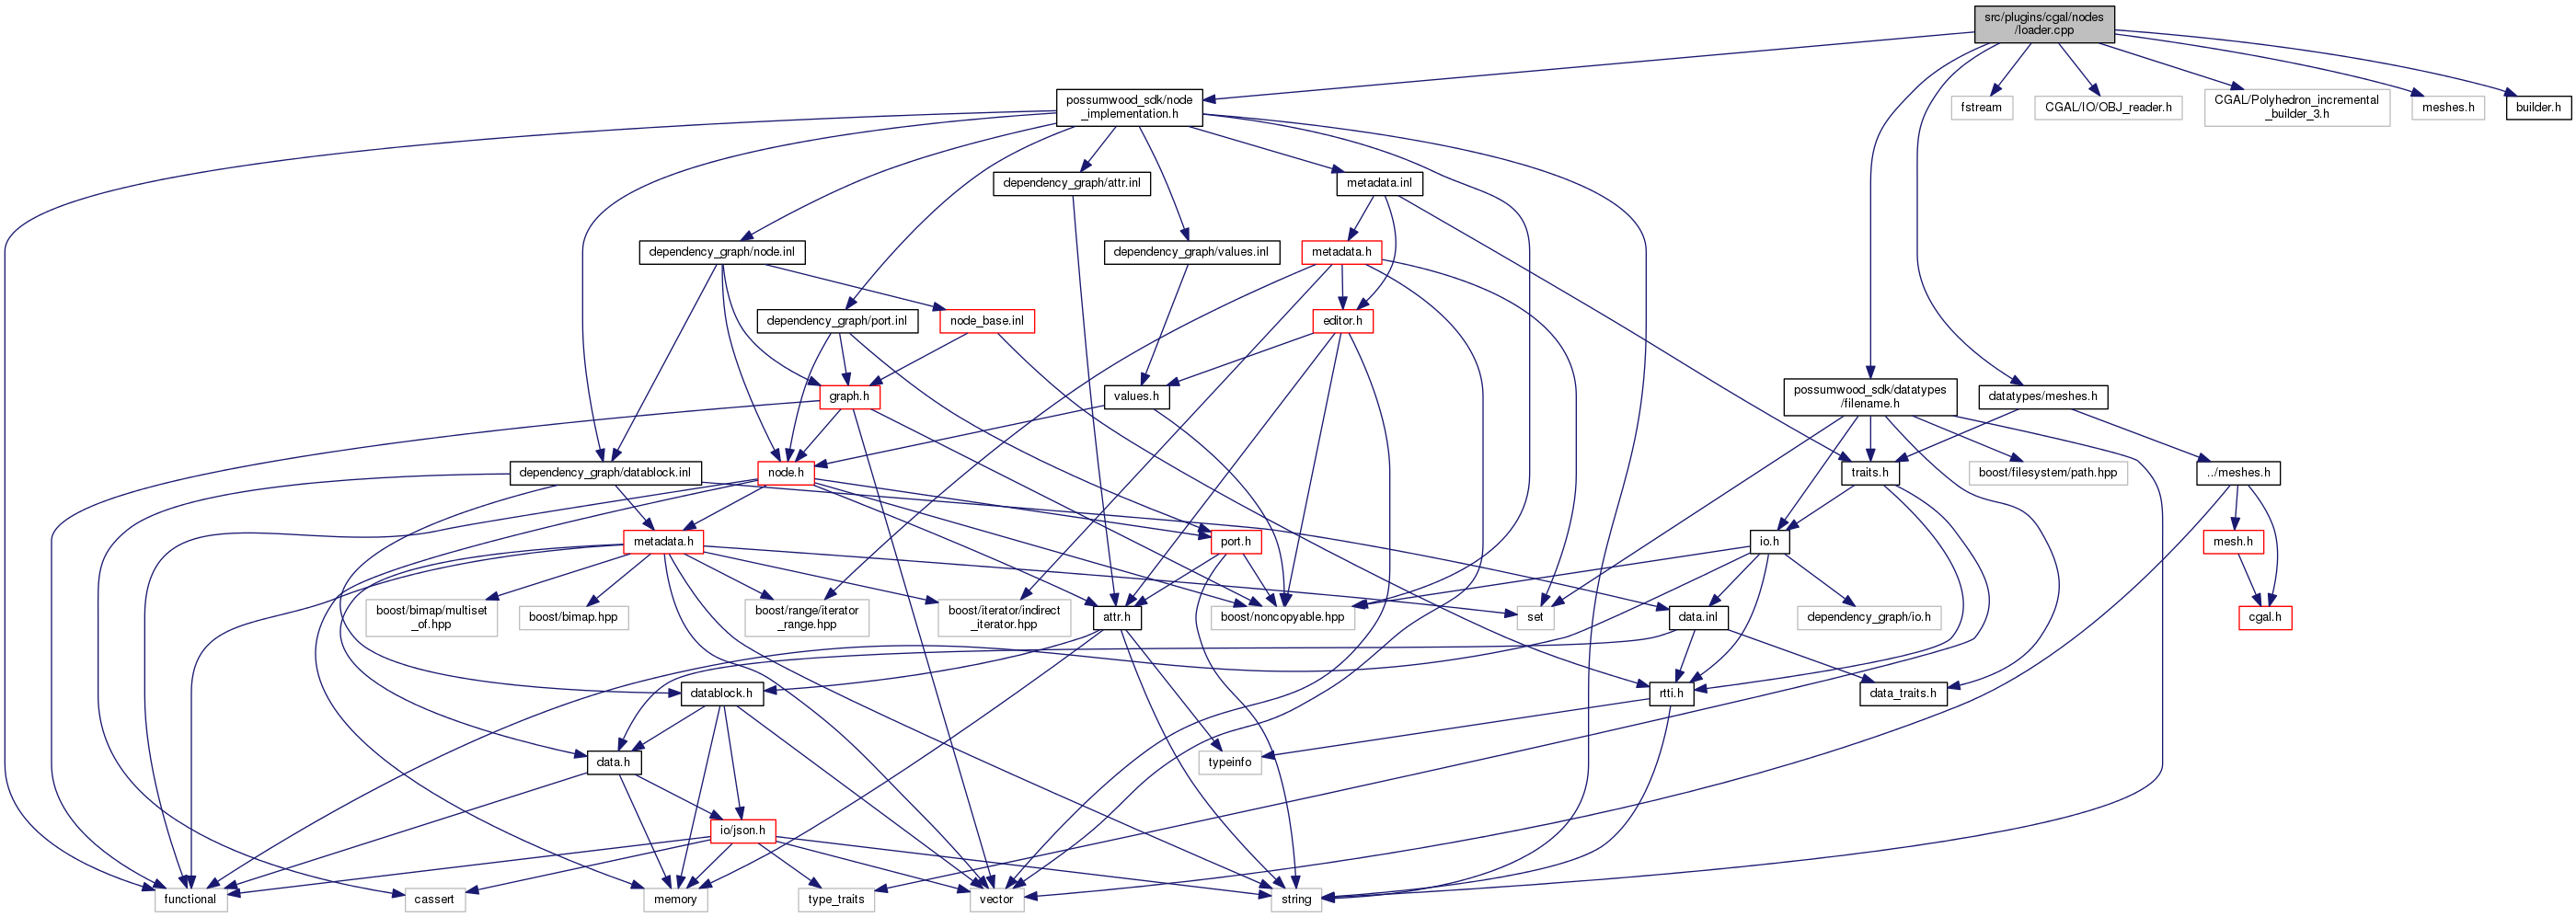 src/plugins/cgal/nodes
/loader.cpp
possumwood_sdk/node
_implementation.h
fstream
CGAL/IO/OBJ_reader.h
CGAL/Polyhedron_incremental
_builder_3.h
meshes.h
builder.h
dependency_graph/attr.inl
metadata.inl
dependency_graph/node.inl
dependency_graph/values.inl
metadata.h
dependency_graph/port.inl
node_base.inl
editor.h
graph.h
values.h
possumwood_sdk/datatypes
/filename.h
datatypes/meshes.h
dependency_graph/datablock.inl
node.h
traits.h
boost/filesystem/path.hpp
../meshes.h
metadata.h
port.h
io.h
mesh.h
boost/bimap/multiset
_of.hpp
boost/bimap.hpp
boost/range/iterator
_range.hpp
boost/iterator/indirect
_iterator.hpp
attr.h
boost/noncopyable.hpp
set
data.inl
dependency_graph/io.h
cgal.h
datablock.h
rtti.h
data_traits.h
data.h
typeinfo
io/json.h
functional
cassert
memory
type_traits
vector
string